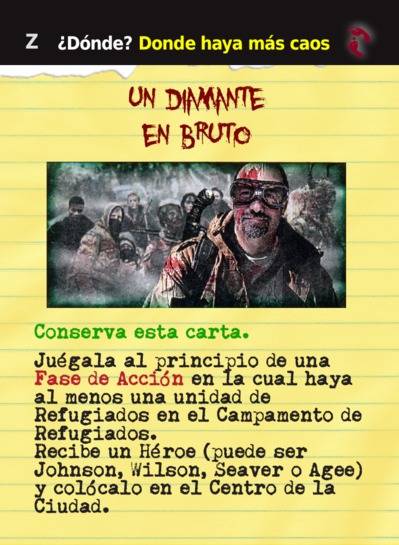 Z ¿Dónde? Donde haya más caos
UN DIAMANTE
EN BRUTO
Conserva esta carta.
Juégala al principio de una
Fase de Acción en la cual haya
al menos una unidad de
Refugiados en el Campamento de
Refugiados.
Recibe un Héroe (puede ser
Johnson, Wilson, Seaver o Agee)
y colócalo en el Centro de la
Ciudad.